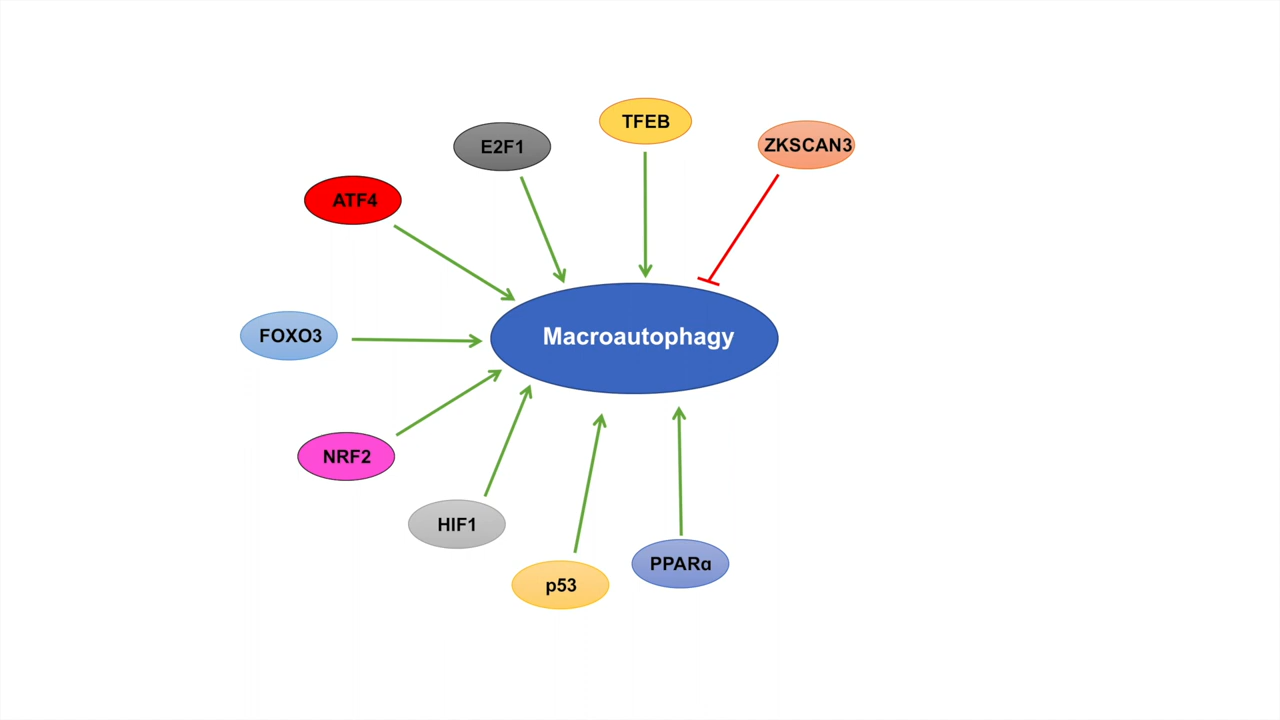 TFEB
E2F1
ZKSCAN3
ATF4
FOXO3
Macroautophagy
NRF2
HIF1
p53
PPARα